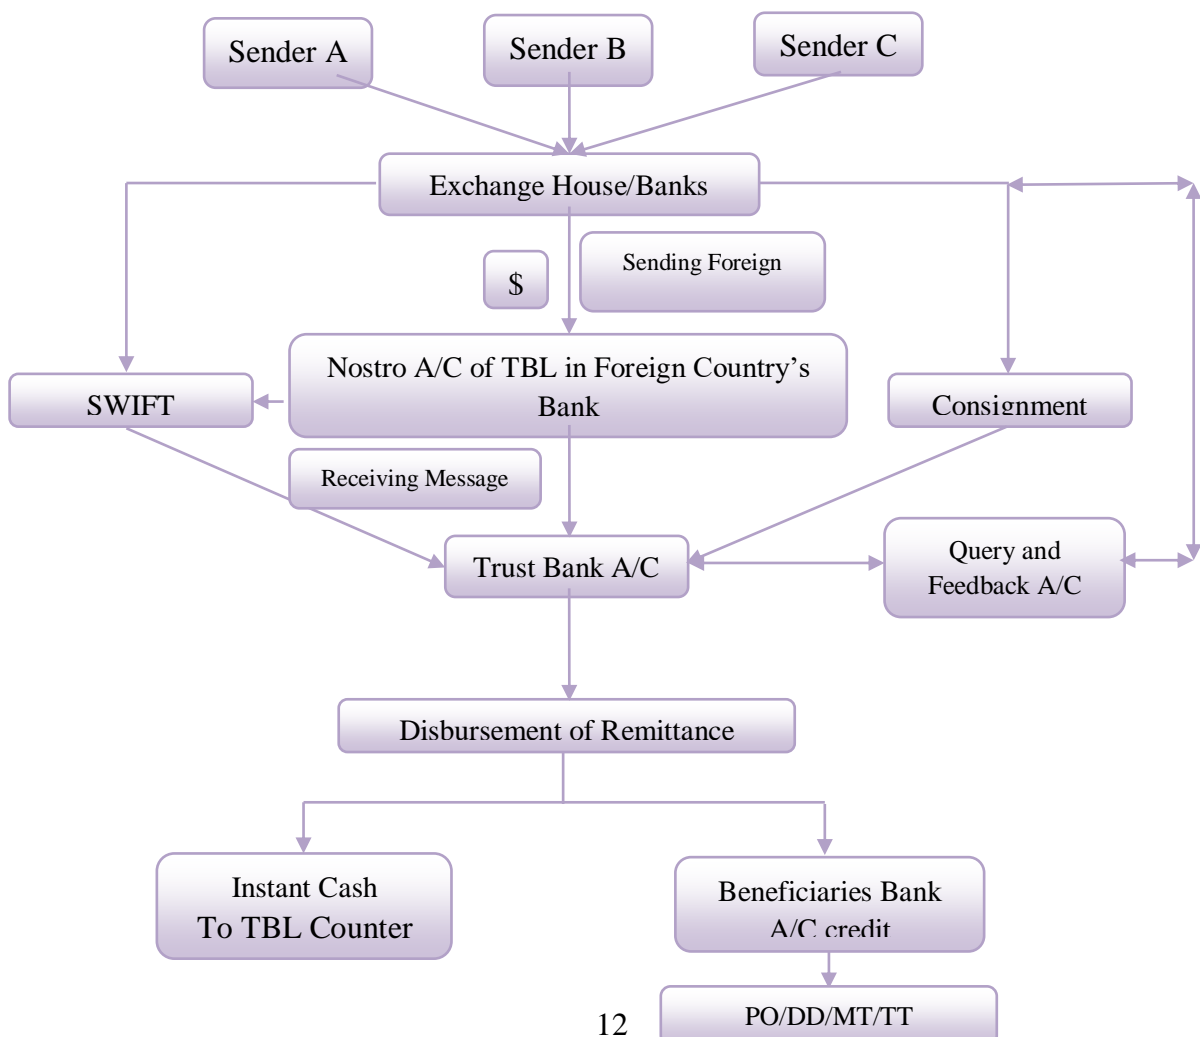 Sender A
Sender B
Sender C
Exchange House/Banks
$
Sending Foreign
Nostro A/C of TBL in Foreign Country’s
Bank
SWIFT
Consignment
Receiving Message
Trust Bank A/C
Query and
Feedback A/C
Disbursement of Remittance
Instant Cash
To TBL Counter
Beneficiaries Bank
A/C credit
PO/DD/MT/TT
12